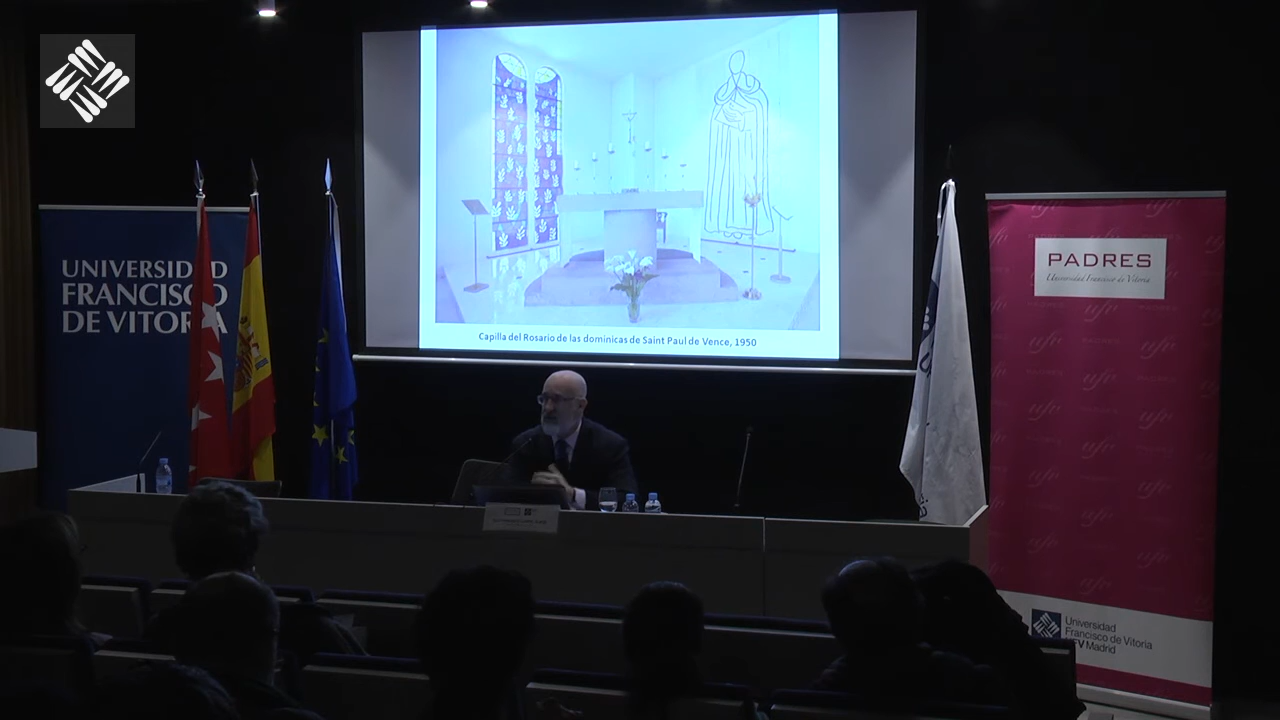 Capilla del Rosario de las dominicas de Saint Paul de Vence, 1950
UNIVERSIDAD
FRANCISCO
DE VITORIA
PADRES
Universidad Francisco de Vitoria
Universidad
Francisco de Vitoria
UFV Madrid